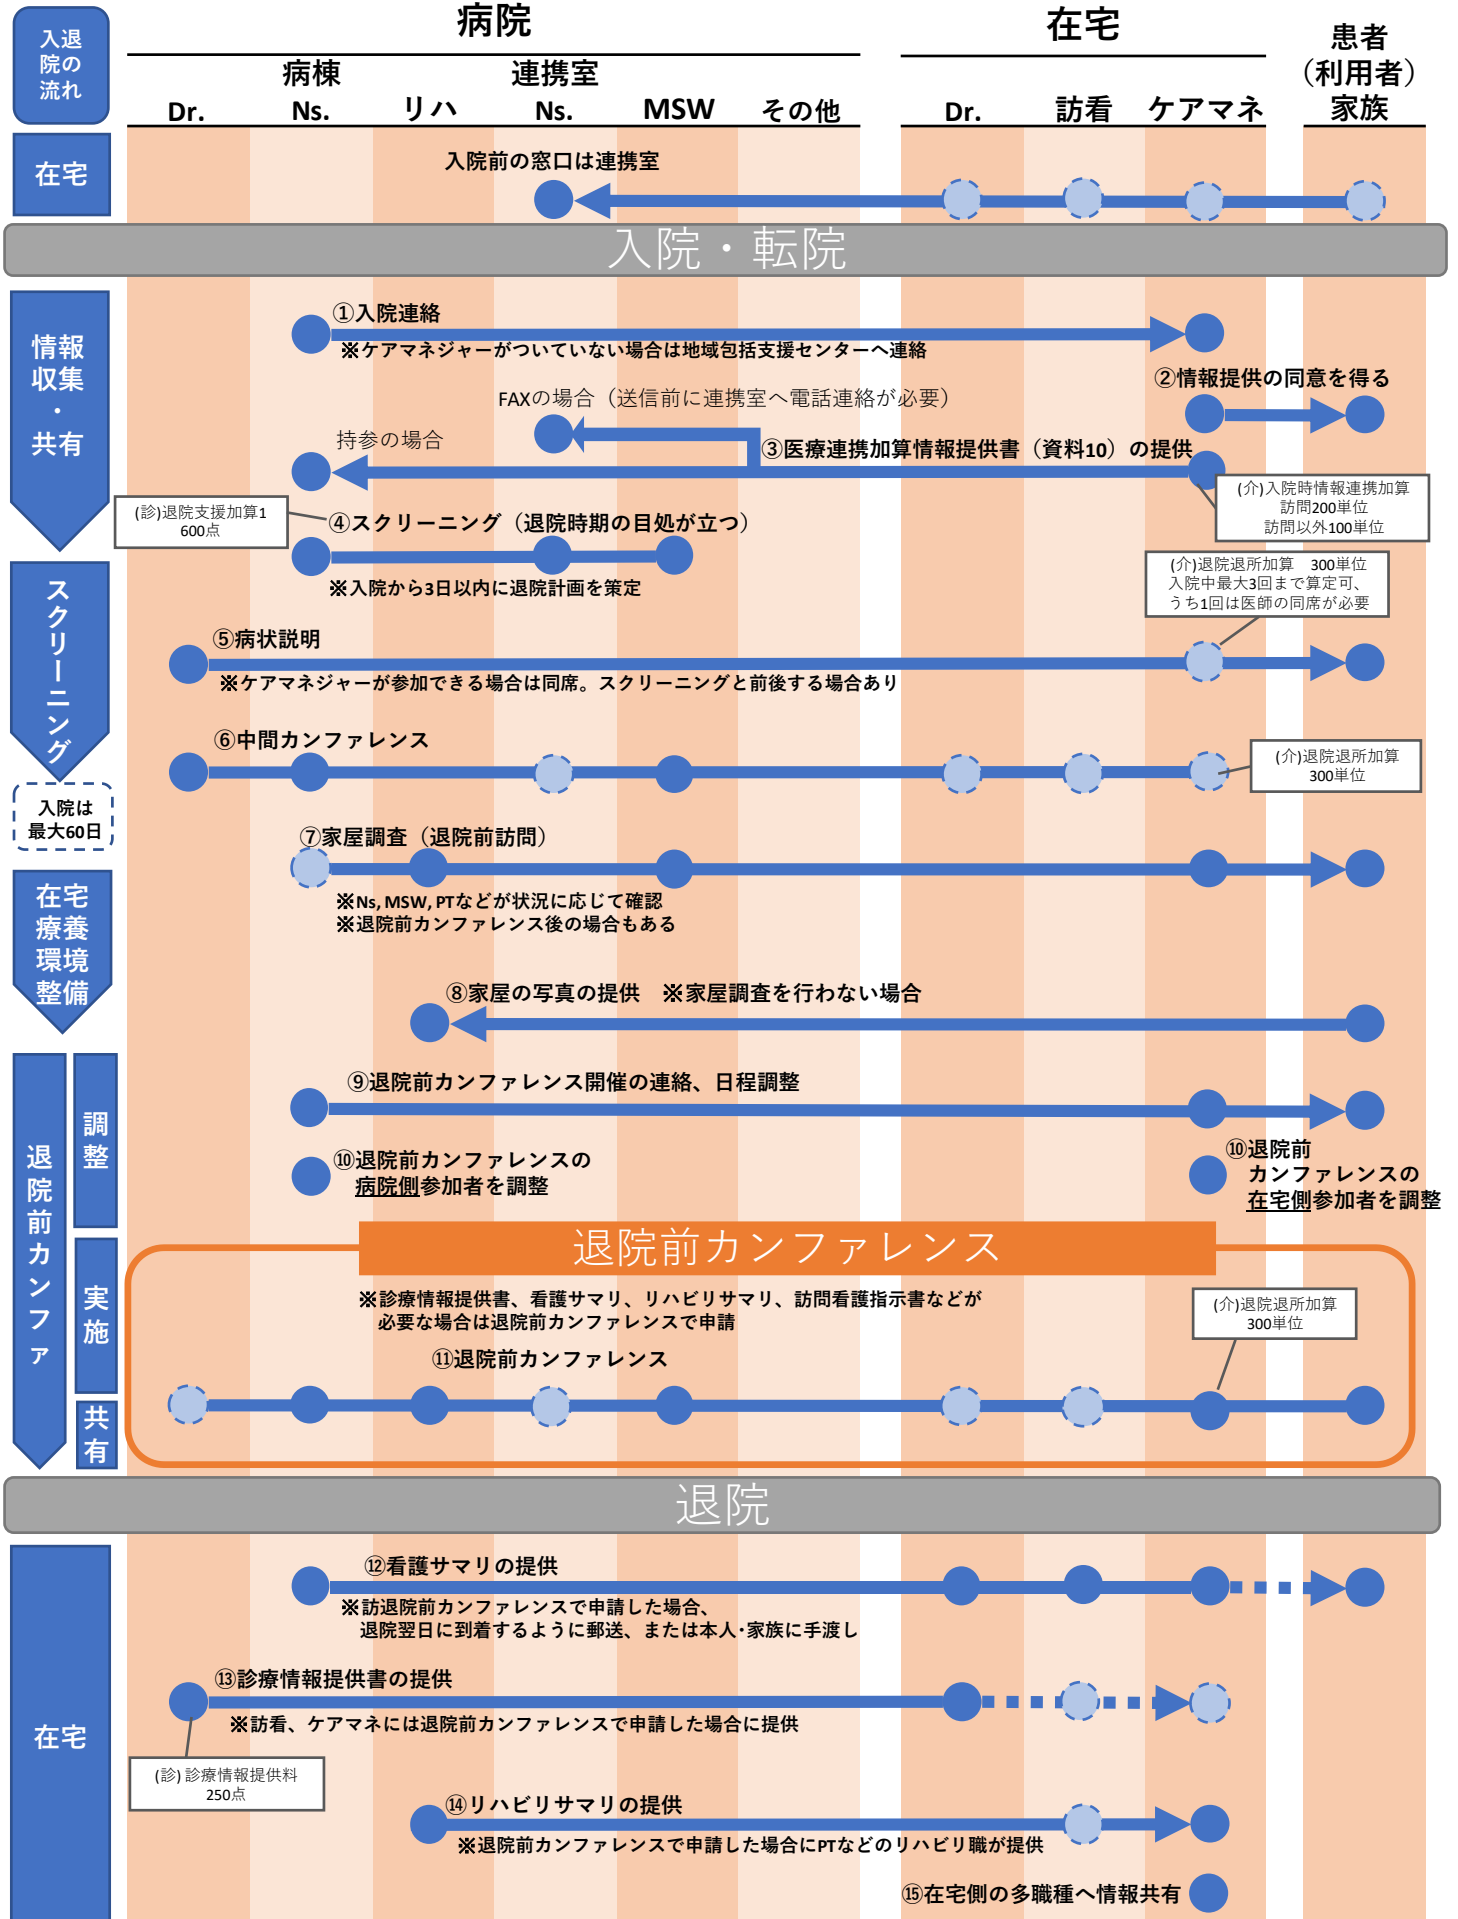 入退
院の
流れ
病院
在宅
患者
（利用者）
家族
病棟
連携室
Dr.
Ns.
リハ
Ns.
MSW
その他
Dr.
訪看
ケアマネ
在宅
入院前の窓口は連携室
入院・転院
情報
収集
・
共有
①入院連絡
※ケアマネジャーがついていない場合は地域包括支援センターへ連絡
②情報提供の同意を得る
FAXの場合（送信前に連携室へ電話連絡が必要）
持参の場合
③医療連携加算情報提供書（資料10）の提供
(介)入院時情報連携加算
訪問200単位
訪問以外100単位
(診)退院支援加算1
600点
④スクリーニング（退院時期の目処が立つ）
※入院から3日以内に退院計画を策定
スクリーニング
(介)退院退所加算　300単位
入院中最大3回まで算定可、
うち1回は医師の同席が必要
⑤病状説明
※ケアマネジャーが参加できる場合は同席。スクリーニングと前後する場合あり
⑥中間カンファレンス
(介)退院退所加算
300単位
入院は
最大60日
⑦家屋調査（退院前訪問）
※Ns, MSW, PTなどが状況に応じて確認
※退院前カンファレンス後の場合もある
在宅
療養
環境
整備
⑧家屋の写真の提供　※家屋調査を行わない場合
退院前カンファ
調整
⑨退院前カンファレンス開催の連絡、日程調整
⑩退院前カンファレンスの
病院側参加者を調整
⑩退院前
カンファレンスの
在宅側参加者を調整
実施
退院前カンファレンス
※診療情報提供書、看護サマリ、リハビリサマリ、訪問看護指示書などが
必要な場合は退院前カンファレンスで申請
(介)退院退所加算
300単位
⑪退院前カンファレンス
共有
退院
在宅
⑫看護サマリの提供
※訪退院前カンファレンスで申請した場合、
退院翌日に到着するように郵送、または本人･家族に手渡し
⑬診療情報提供書の提供
※訪看、ケアマネには退院前カンファレンスで申請した場合に提供
(診) 診療情報提供料
250点
⑭リハビリサマリの提供
※退院前カンファレンスで申請した場合にPTなどのリハビリ職が提供
⑮在宅側の多職種へ情報共有